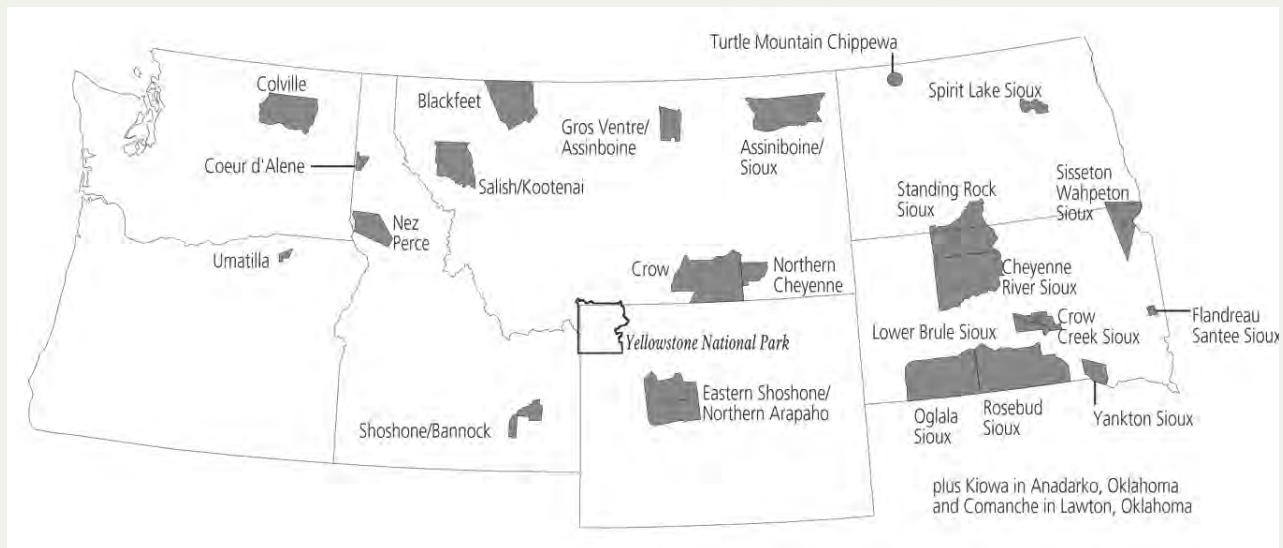 Turtle Mountain Chippewa
Colville
Blackfeet
Spirit Lake Sioux
Gros Ventre/
Assinboine
Assiniboine/
Sioux
Coeur d'Alene
Salish/Kootenai
Standing Rock
Sioux
Sisseton
Wahpeton
Sioux
Nez
Perce
Umatilla
Crow
Northern
Cheyenne
Cheyenne
River Sioux
Yellowstone National Park
Lower Brule Sioux
Crow
Creek Sioux
Flandreau
Santee Sioux
Eastern Shoshone/
Northern Arapaho
Shoshone/Bannock
Oglala
Sioux
Rosebud
Sioux
Yankton Sioux
plus Kiowa in Anadarko, Oklahoma
and Comanche in Lawton, Oklahoma